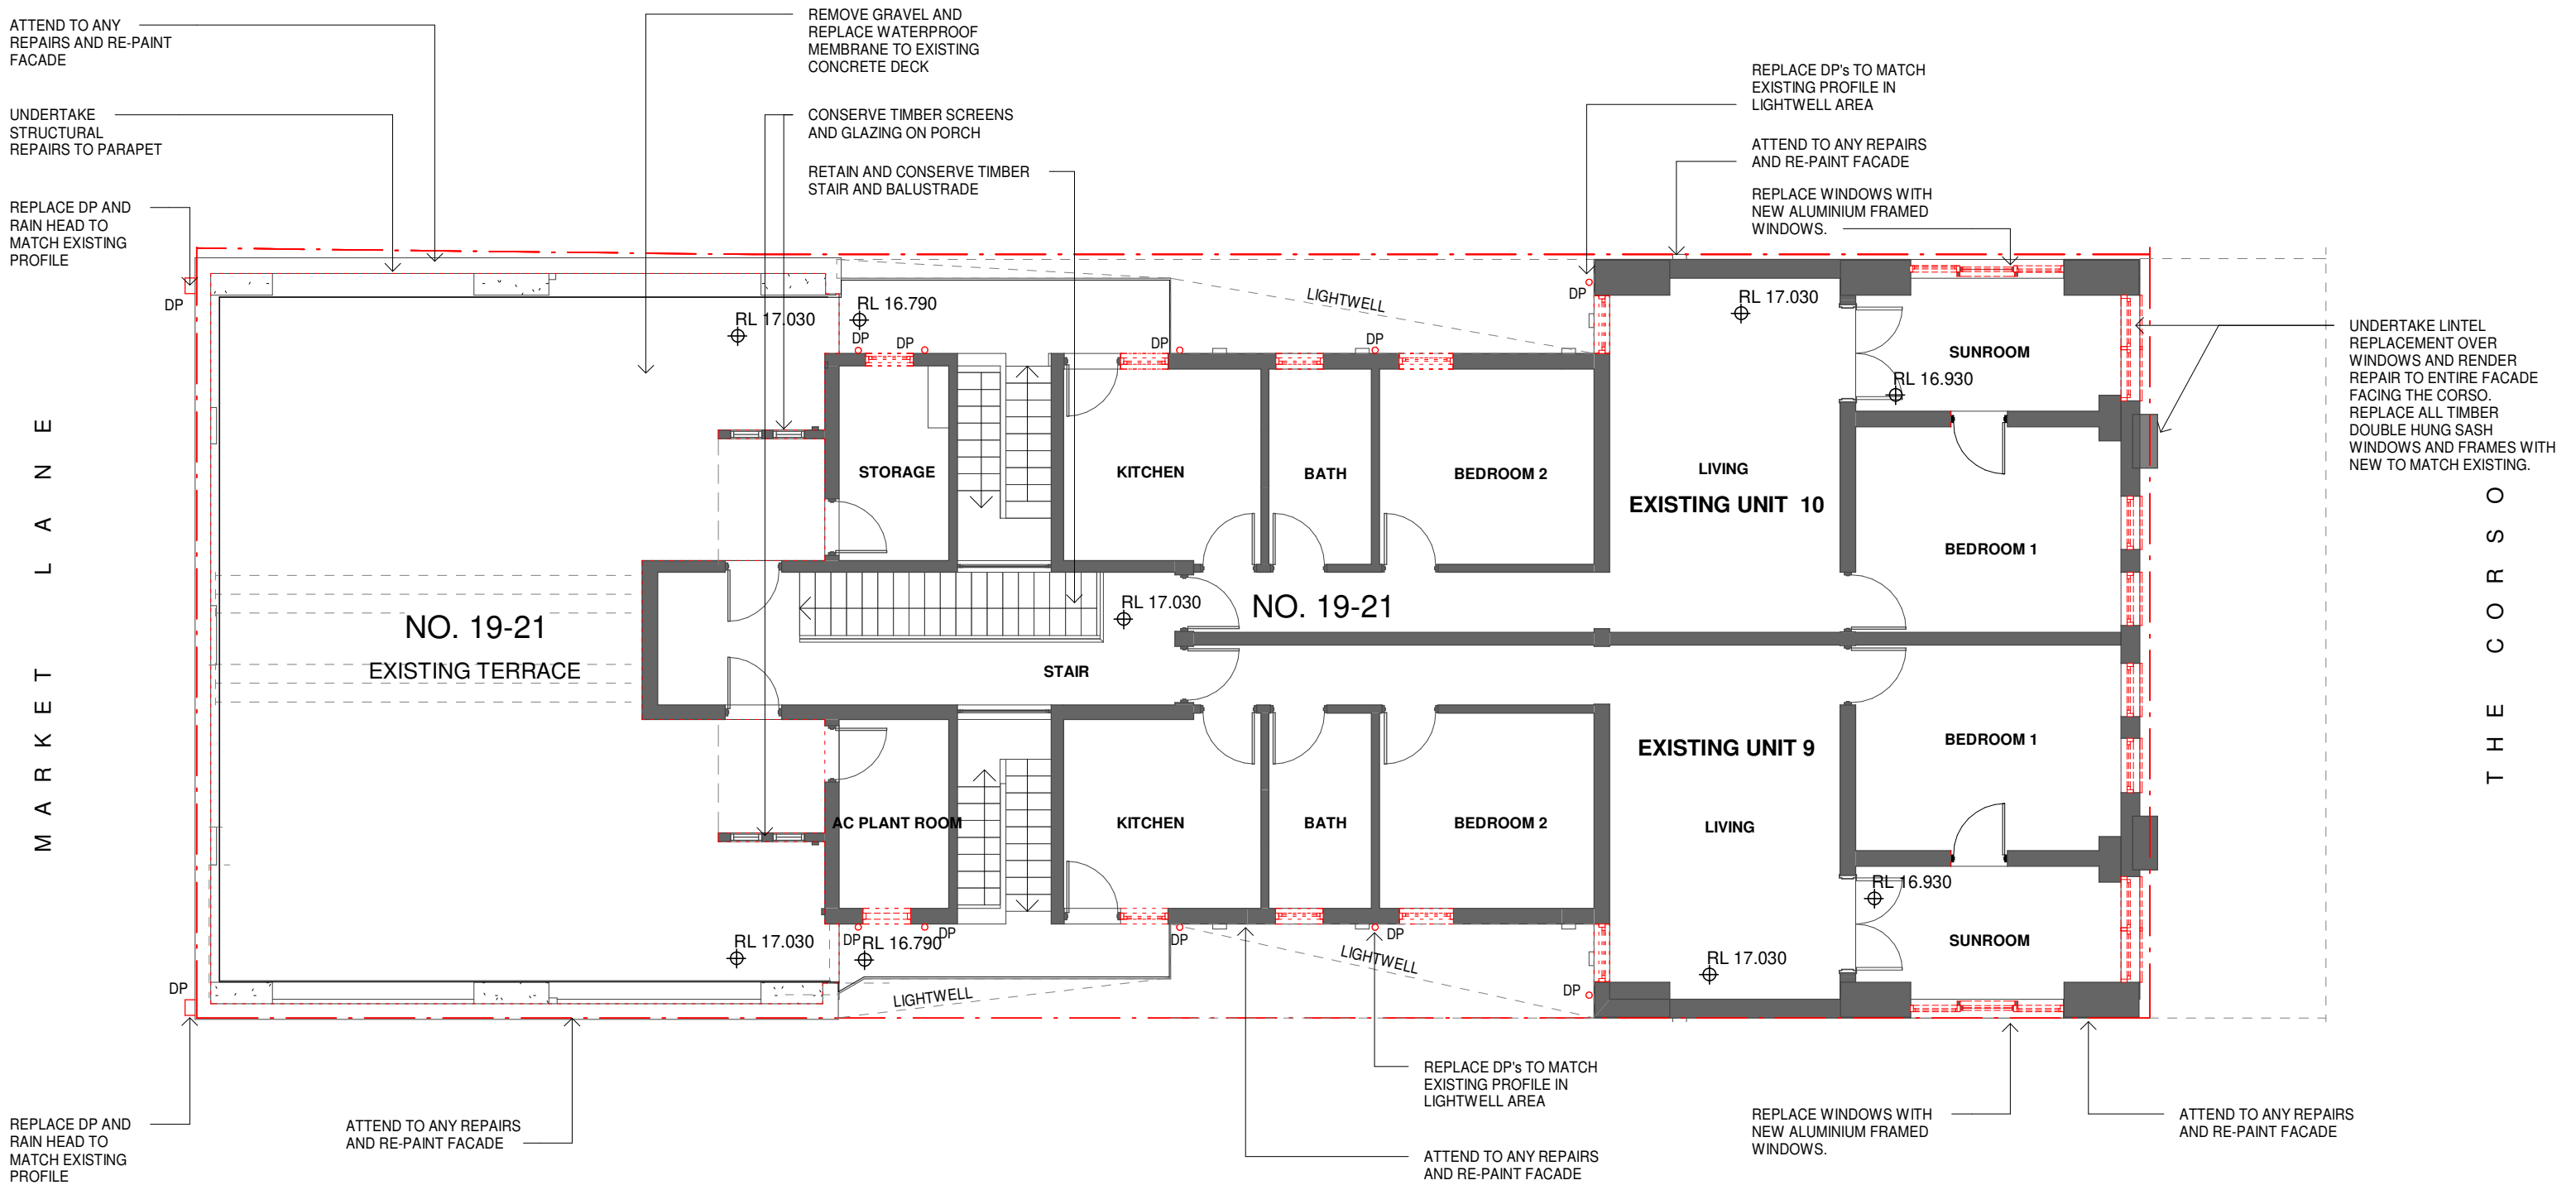 ATTEND TO ANY
REPAIRS AND RE-PAINT
FACADE
UNDERTAKE
STRUCTURAL
REPAIRS TO PARAPET
REPLACE DP AND
RAIN HEAD TO
MATCH EXISTING
PROFILE
REMOVE GRAVEL AND
REPLACE WATERPROOF
MEMBRANE TO EXISTING
CONCRETE DECK
CONSERVE TIMBER SCREENS
AND GLAZING ON PORCH
RETAIN AND CONSERVE TIMBER
STAIR AND BALUSTRADE
REPLACE DP's TO MATCH
EXISTING PROFILE IN
LIGHTWELL AREA
ATTEND TO ANY REPAIRS
AND RE-PAINT FACADE
REPLACE WINDOWS WITH
NEW ALUMINIUM FRAMED
WINDOWS.
UNDERTAKE LINTEL
REPLACEMENT OVER
WINDOWS AND RENDER
REPAIR TO ENTIRE FACADE
FACING THE CORSO.
REPLACE ALL TIMBER
DOUBLE HUNG SASH
WINDOWS AND FRAMES WITH
NEW TO MATCH EXISTING.
DP
RL 17.030
RL 16.790
DP
DP
DP
DP
LIGHTWELL
DP
RL 17.030
SUNROOM
RL 16.930
STORAGE
KITCHEN
BATH
BEDROOM 2
LIVING
EXISTING UNIT 10
BEDROOM 1
MARKET LANE
NO. 19-21
EXISTING TERRACE
RL 17.030
NO. 19-21
STAIR
THE CORSO
EXISTING UNIT 9
BEDROOM 1
AC PLANT ROOM
KITCHEN
BATH
BEDROOM 2
LIVING
RL 16.930
SUNROOM
RL 17.030
DP
RL 16.790
DP
DP
DP
LIGHTWELL
RL 17.030
DP
DP
LIGHTWELL
REPLACE DP AND
RAIN HEAD TO
MATCH EXISTING
PROFILE
ATTEND TO ANY REPAIRS
AND RE-PAINT FACADE
REPLACE DP's TO MATCH
EXISTING PROFILE IN
LIGHTWELL AREA
ATTEND TO ANY REPAIRS
AND RE-PAINT FACADE
REPLACE WINDOWS WITH
NEW ALUMINIUM FRAMED
WINDOWS.
ATTEND TO ANY REPAIRS
AND RE-PAINT FACADE